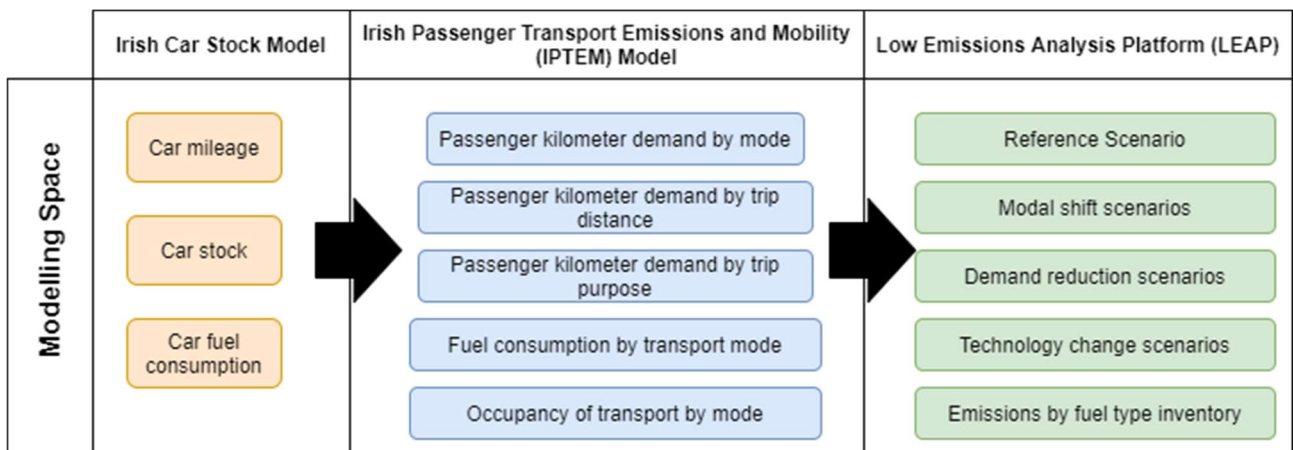 Irish Car Stock Model
Irish Passenger Transport Emissions and Mobility
(IPTEM) Model
Low Emissions Analysis Platform (LEAP)
Modelling Space
Car mileage
Car stock
Car fuel
consumption
Passenger kilometer demand by mode
Passenger kilometer demand by trip
distance
Passenger kilometer demand by trip
purpose
Fuel consumption by transport mode
Occupancy of transport by mode
Reference Scenario
Modal shift scenarios
Demand reduction scenarios
Technology change scenarios
Emissions by fuel type inventory